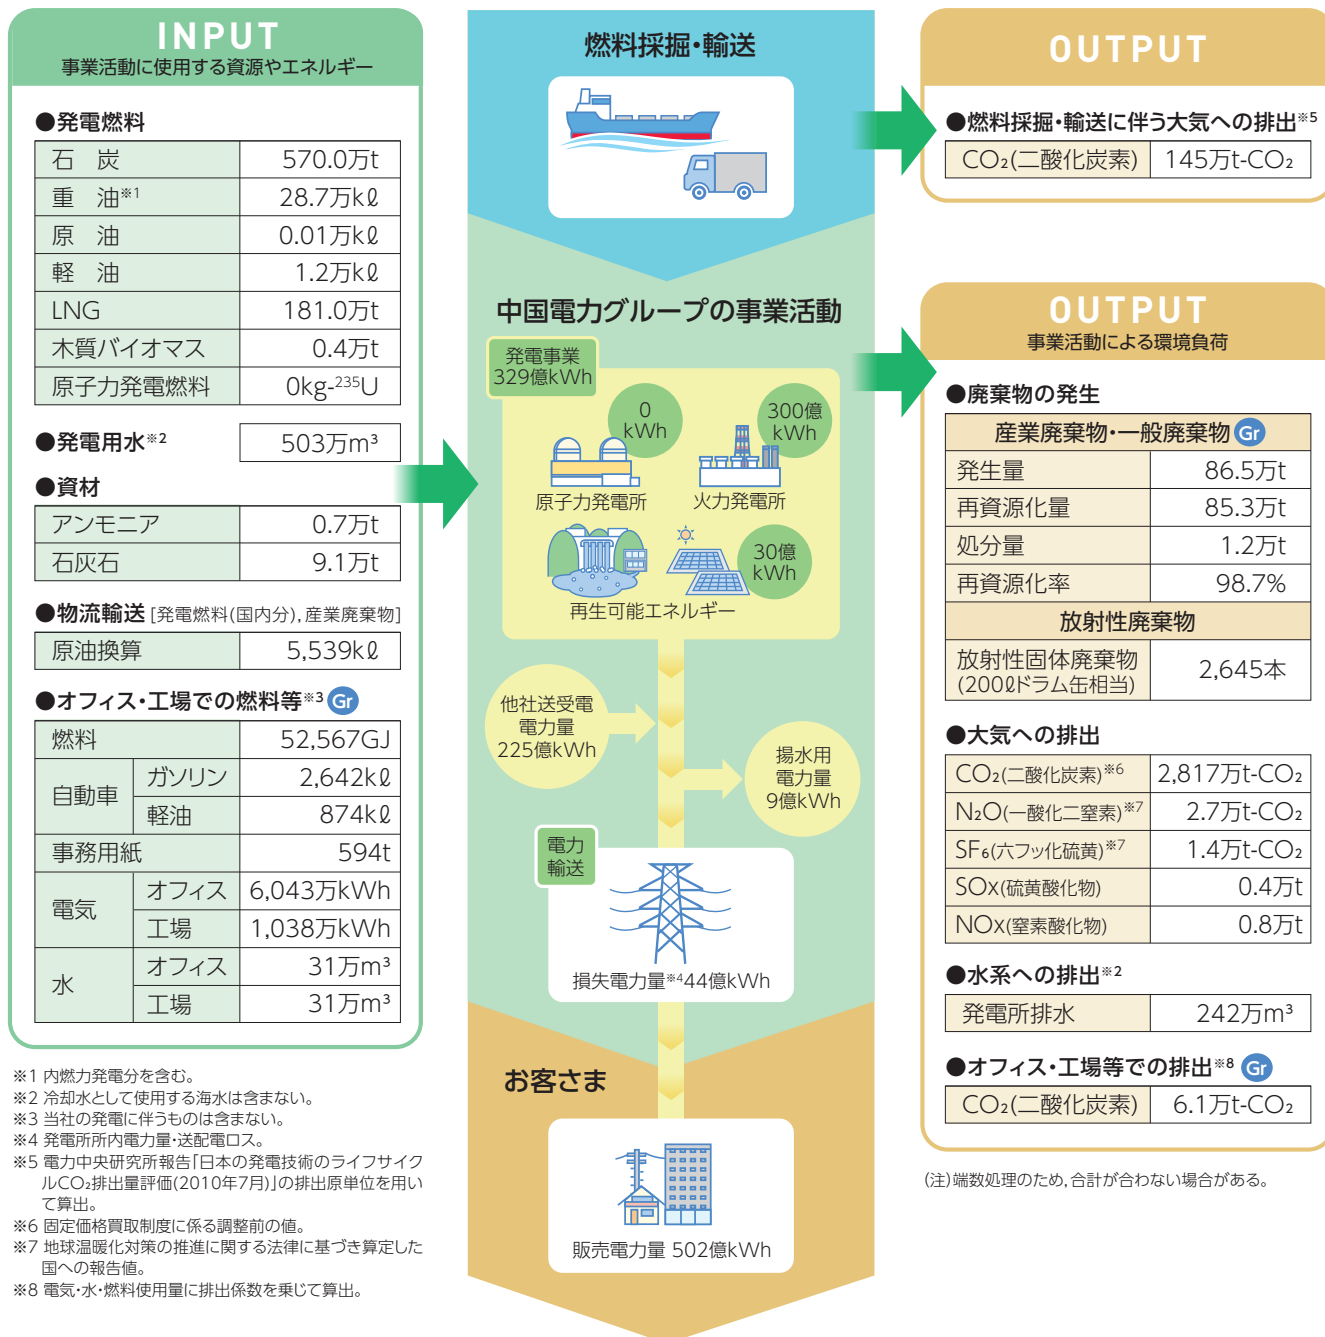 INPUT
事業活動に使用する資源やエネルギー
●発電燃料
石　炭 570.0万t
重　油※1 28.7万kℓ
原　油 0.01万kℓ
軽　油 1.2万kℓ
LNG 181.0万t
木質バイオマス 0.4万t
原子力発電燃料 0kg-²³⁵U
●発電用水※2 503万m³
●資材
アンモニア 0.7万t
石灰石 9.1万t
●物流輸送 [発電燃料(国内分),産業廃棄物]
原油換算 5,539kℓ
●オフィス・工場での燃料等※3 Gr
燃料 52,567GJ
自動車 ガソリン 2,642kℓ
軽油 874kℓ
事務用紙 594t
電気 オフィス 6,043万kWh
工場 1,038万kWh
水 オフィス 31万m³
工場 31万m³
※1 内燃力発電分を含む。
※2 冷却水として使用する海水は含まない。
※3 当社の発電に伴うものは含まない。
※4 発電所所内電力量・送配電ロス。
※5 電力中央研究所報告「日本の発電技術のライフサイク
ルCO₂排出量評価(2010年7月)」の排出原単位を用い
て算出。
※6 固定価格買取制度に係る調整前の値。
※7 地球温暖化対策の推進に関する法律に基づき算定した
国への報告値。
※8 電気・水・燃料使用量に排出係数を乗じて算出。
燃料採掘・輸送
中国電力グループの事業活動
発電事業
329億kWh
0
kWh
原子力発電所
300億
kWh
火力発電所
30億
kWh
再生可能エネルギー
他社送受電
電力量
225億kWh
揚水用
電力量
9億kWh
電力
輸送
損失電力量※4 44億kWh
お客さま
販売電力量 502億kWh
OUTPUT
●燃料採掘・輸送に伴う大気への排出※5
CO₂(二酸化炭素) 145万t-CO₂
OUTPUT
事業活動による環境負荷
●廃棄物の発生
産業廃棄物・一般廃棄物 Gr
発生量 86.5万t
再資源化量 85.3万t
処分量 1.2万t
再資源化率 98.7%
放射性廃棄物
放射性固体廃棄物
(200ℓドラム缶相当) 2,645本
●大気への排出
CO₂(二酸化炭素)※6 2,817万t-CO₂
N₂O(一酸化二窒素)※7 2.7万t-CO₂
SF₆(六フッ化硫黄)※7 1.4万t-CO₂
SOx(硫黄酸化物) 0.4万t
NOx(窒素酸化物) 0.8万t
●水系への排出※2
発電所排水 242万m³
●オフィス・工場等での排出※8 Gr
CO₂(二酸化炭素) 6.1万t-CO₂
(注)端数処理のため,合計が合わない場合がある。